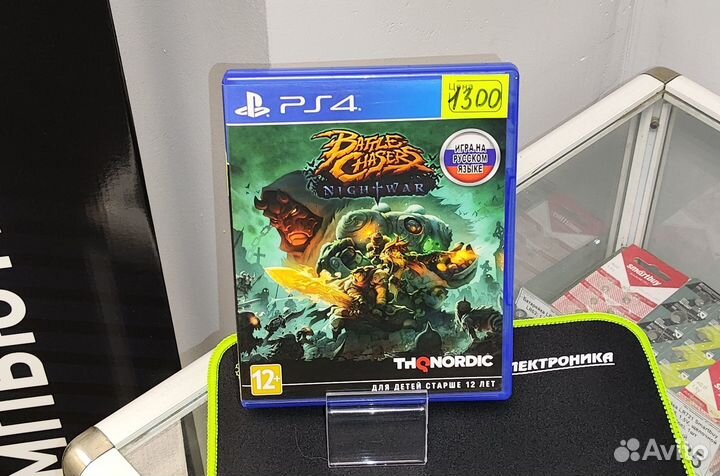 PS4
Цена
1300
BATTLE
CHASERS
NIGHTWAR
ИГРА НА
РУССКОМ
ЯЗЫКЕ
THQNORDIC
12+
ДЛЯ ДЕТЕЙ СТАРШЕ 12 ЛЕТ
ЛЕКТРОНИКА
МПЬЮТ
smartbuy
Avito